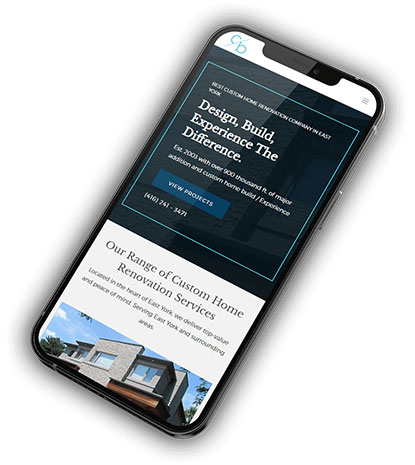 c/b
BEST CUSTOM HOME RENOVATION COMPANY IN EAST
YORK
Design, Build,
Experience The
Difference.
Est. 2001 with over 900 thousand ft. of major
addition and custom home build / Experience
VIEW PROJECTS
(416) 241 - 3471
Our Range of Custom Home
Renovation Services
Located in the heart of East York, we deliver top value
and peace of mind. Serving East York and surrounding
areas.